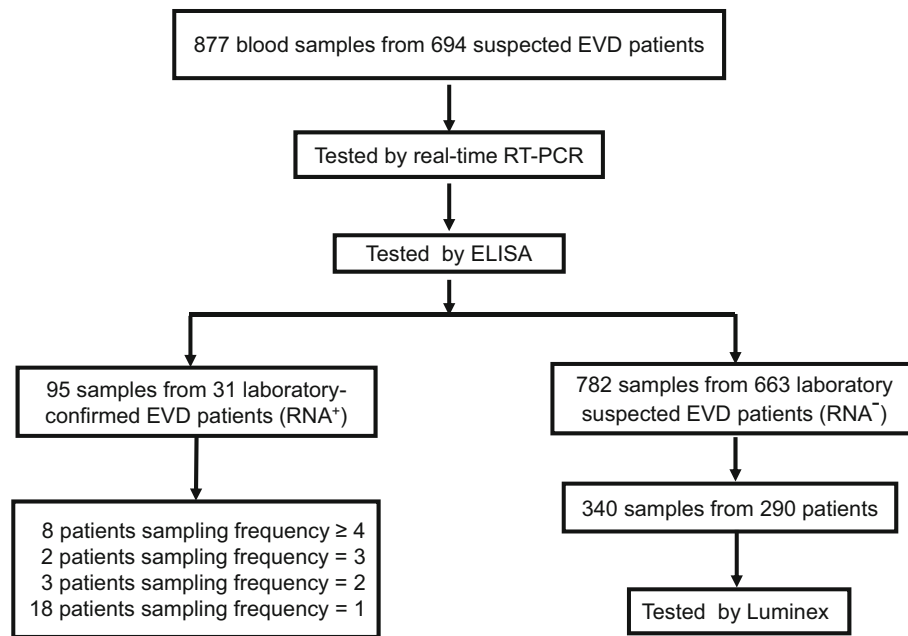 877 blood samples from 694 suspected EVD patients
Tested by real-time RT-PCR
Tested by ELISA
95 samples from 31 laboratory-
confirmed EVD patients (RNA⁺)
782 samples from 663 laboratory
suspected EVD patients (RNA⁻)
8 patients sampling frequency ≥ 4
2 patients sampling frequency = 3
3 patients sampling frequency = 2
18 patients sampling frequency = 1
340 samples from 290 patients
Tested by Luminex